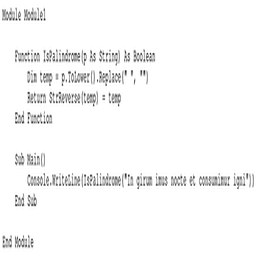 Module Module1
Function IsPalindrome(p As String) As Boolean
Dim temp = p.ToLower().Replace(" ", "")
Return StrReverse(temp) = temp
End Function
Sub Main()
Console.WriteLine(IsPalindrome("In girum imus nocte et consumimur igni"))
End Sub
End Module